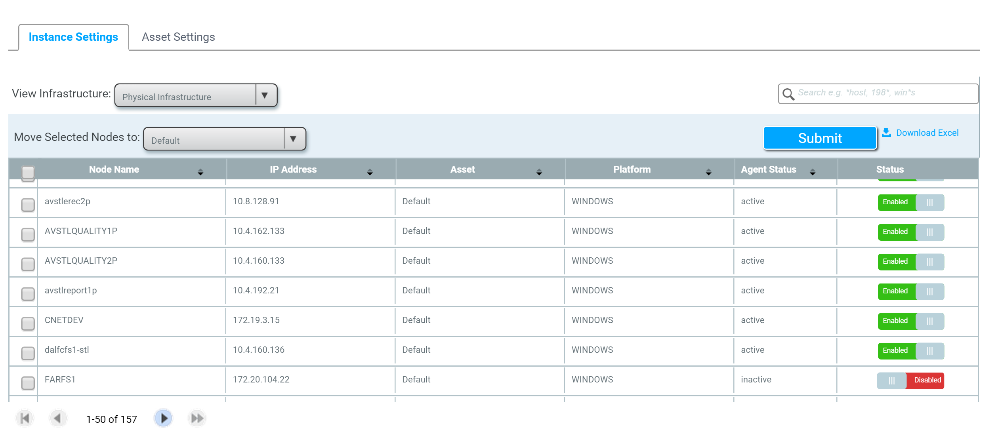 Instance Settings Asset Settings
View Infrastructure: Physical Infrastructure Search e.g. *host, 198*, win*s
Move Selected Nodes to: Default Submit Download Excel
Node Name IP Address Asset Platform Agent Status Status
avstlerec2p 10.8.128.91 Default WINDOWS active Enabled
AVSTLQUALITY1P 10.4.162.133 Default WINDOWS active Enabled
AVSTLQUALITY2P 10.4.160.133 Default WINDOWS active Enabled
avstlreport1p 10.4.192.21 Default WINDOWS active Enabled
CNETDEV 172.19.3.15 Default WINDOWS active Enabled
dalfcfs1-stl 10.4.160.136 Default WINDOWS active Enabled
FARFS1 172.20.104.22 Default WINDOWS inactive Disabled
1-50 of 157